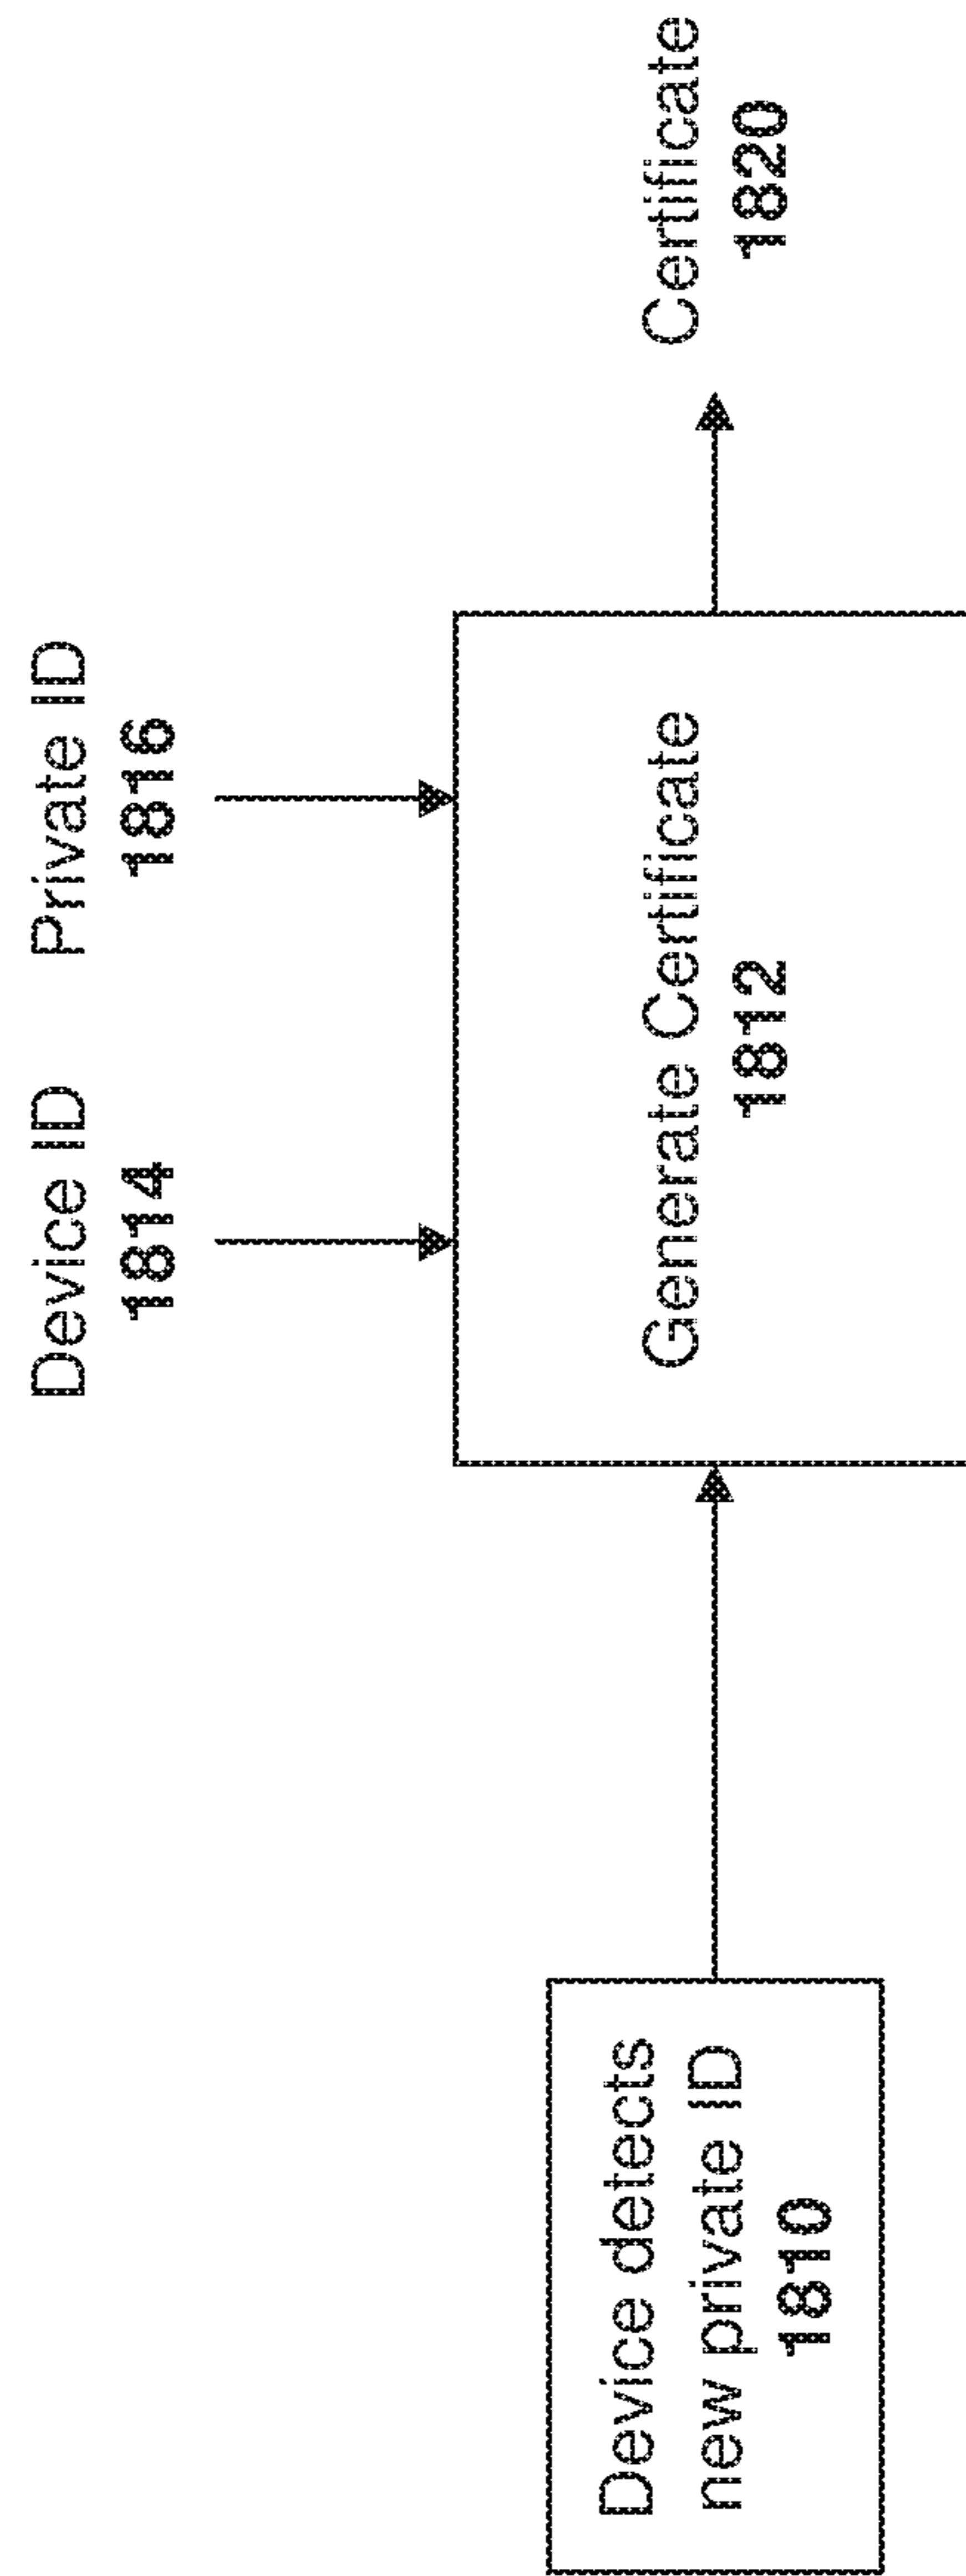 Device ID
1814
Private ID
1816
Device detects
new private ID
1810
Generate Certificate
1812
Certificate
1820